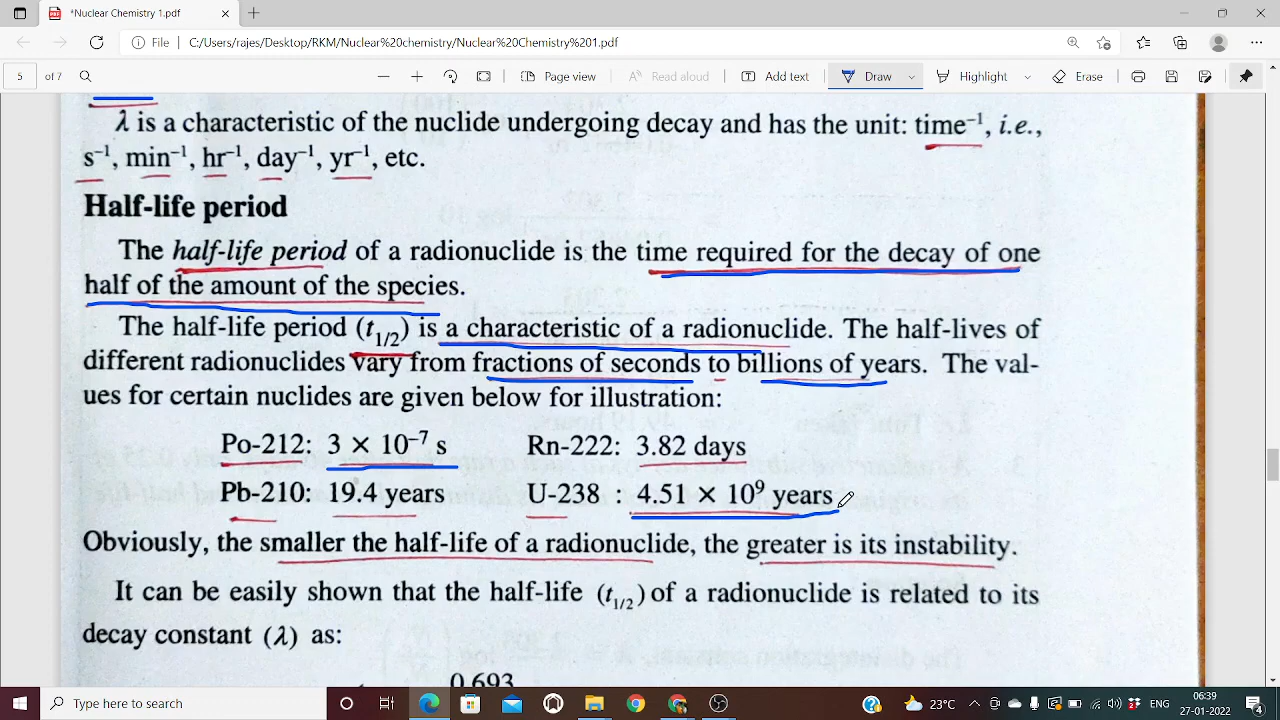 *Nuclear Chemistry 1.pdf
File
C:/Users/rajes/Desktop/RKM/Nuclear%20chemistry/Nuclear%20Chemistry%201.pdf
5 of 7
Page view
Read aloud
Add text
Draw
Highlight
Erase
λ is a characteristic of the nuclide undergoing decay and has the unit: time⁻¹, i.e.,
s⁻¹, min⁻¹, hr⁻¹, day⁻¹, yr⁻¹, etc.
Half-life period
The half-life period of a radionuclide is the time required for the decay of one
half of the amount of the species.
The half-life period (t₁/₂) is a characteristic of a radionuclide. The half-lives of
different radionuclides vary from fractions of seconds to billions of years. The val-
ues for certain nuclides are given below for illustration:
Po-212: 3 × 10⁻⁷ s Rn-222: 3.82 days
Pb-210: 19.4 years U-238 : 4.51 × 10⁹ years
Obviously, the smaller the half-life of a radionuclide, the greater is its instability.
It can be easily shown that the half-life (t₁/₂) of a radionuclide is related to its
decay constant (λ) as:
0.693
Type here to search
23°C
ENG
06:39
27-01-2022